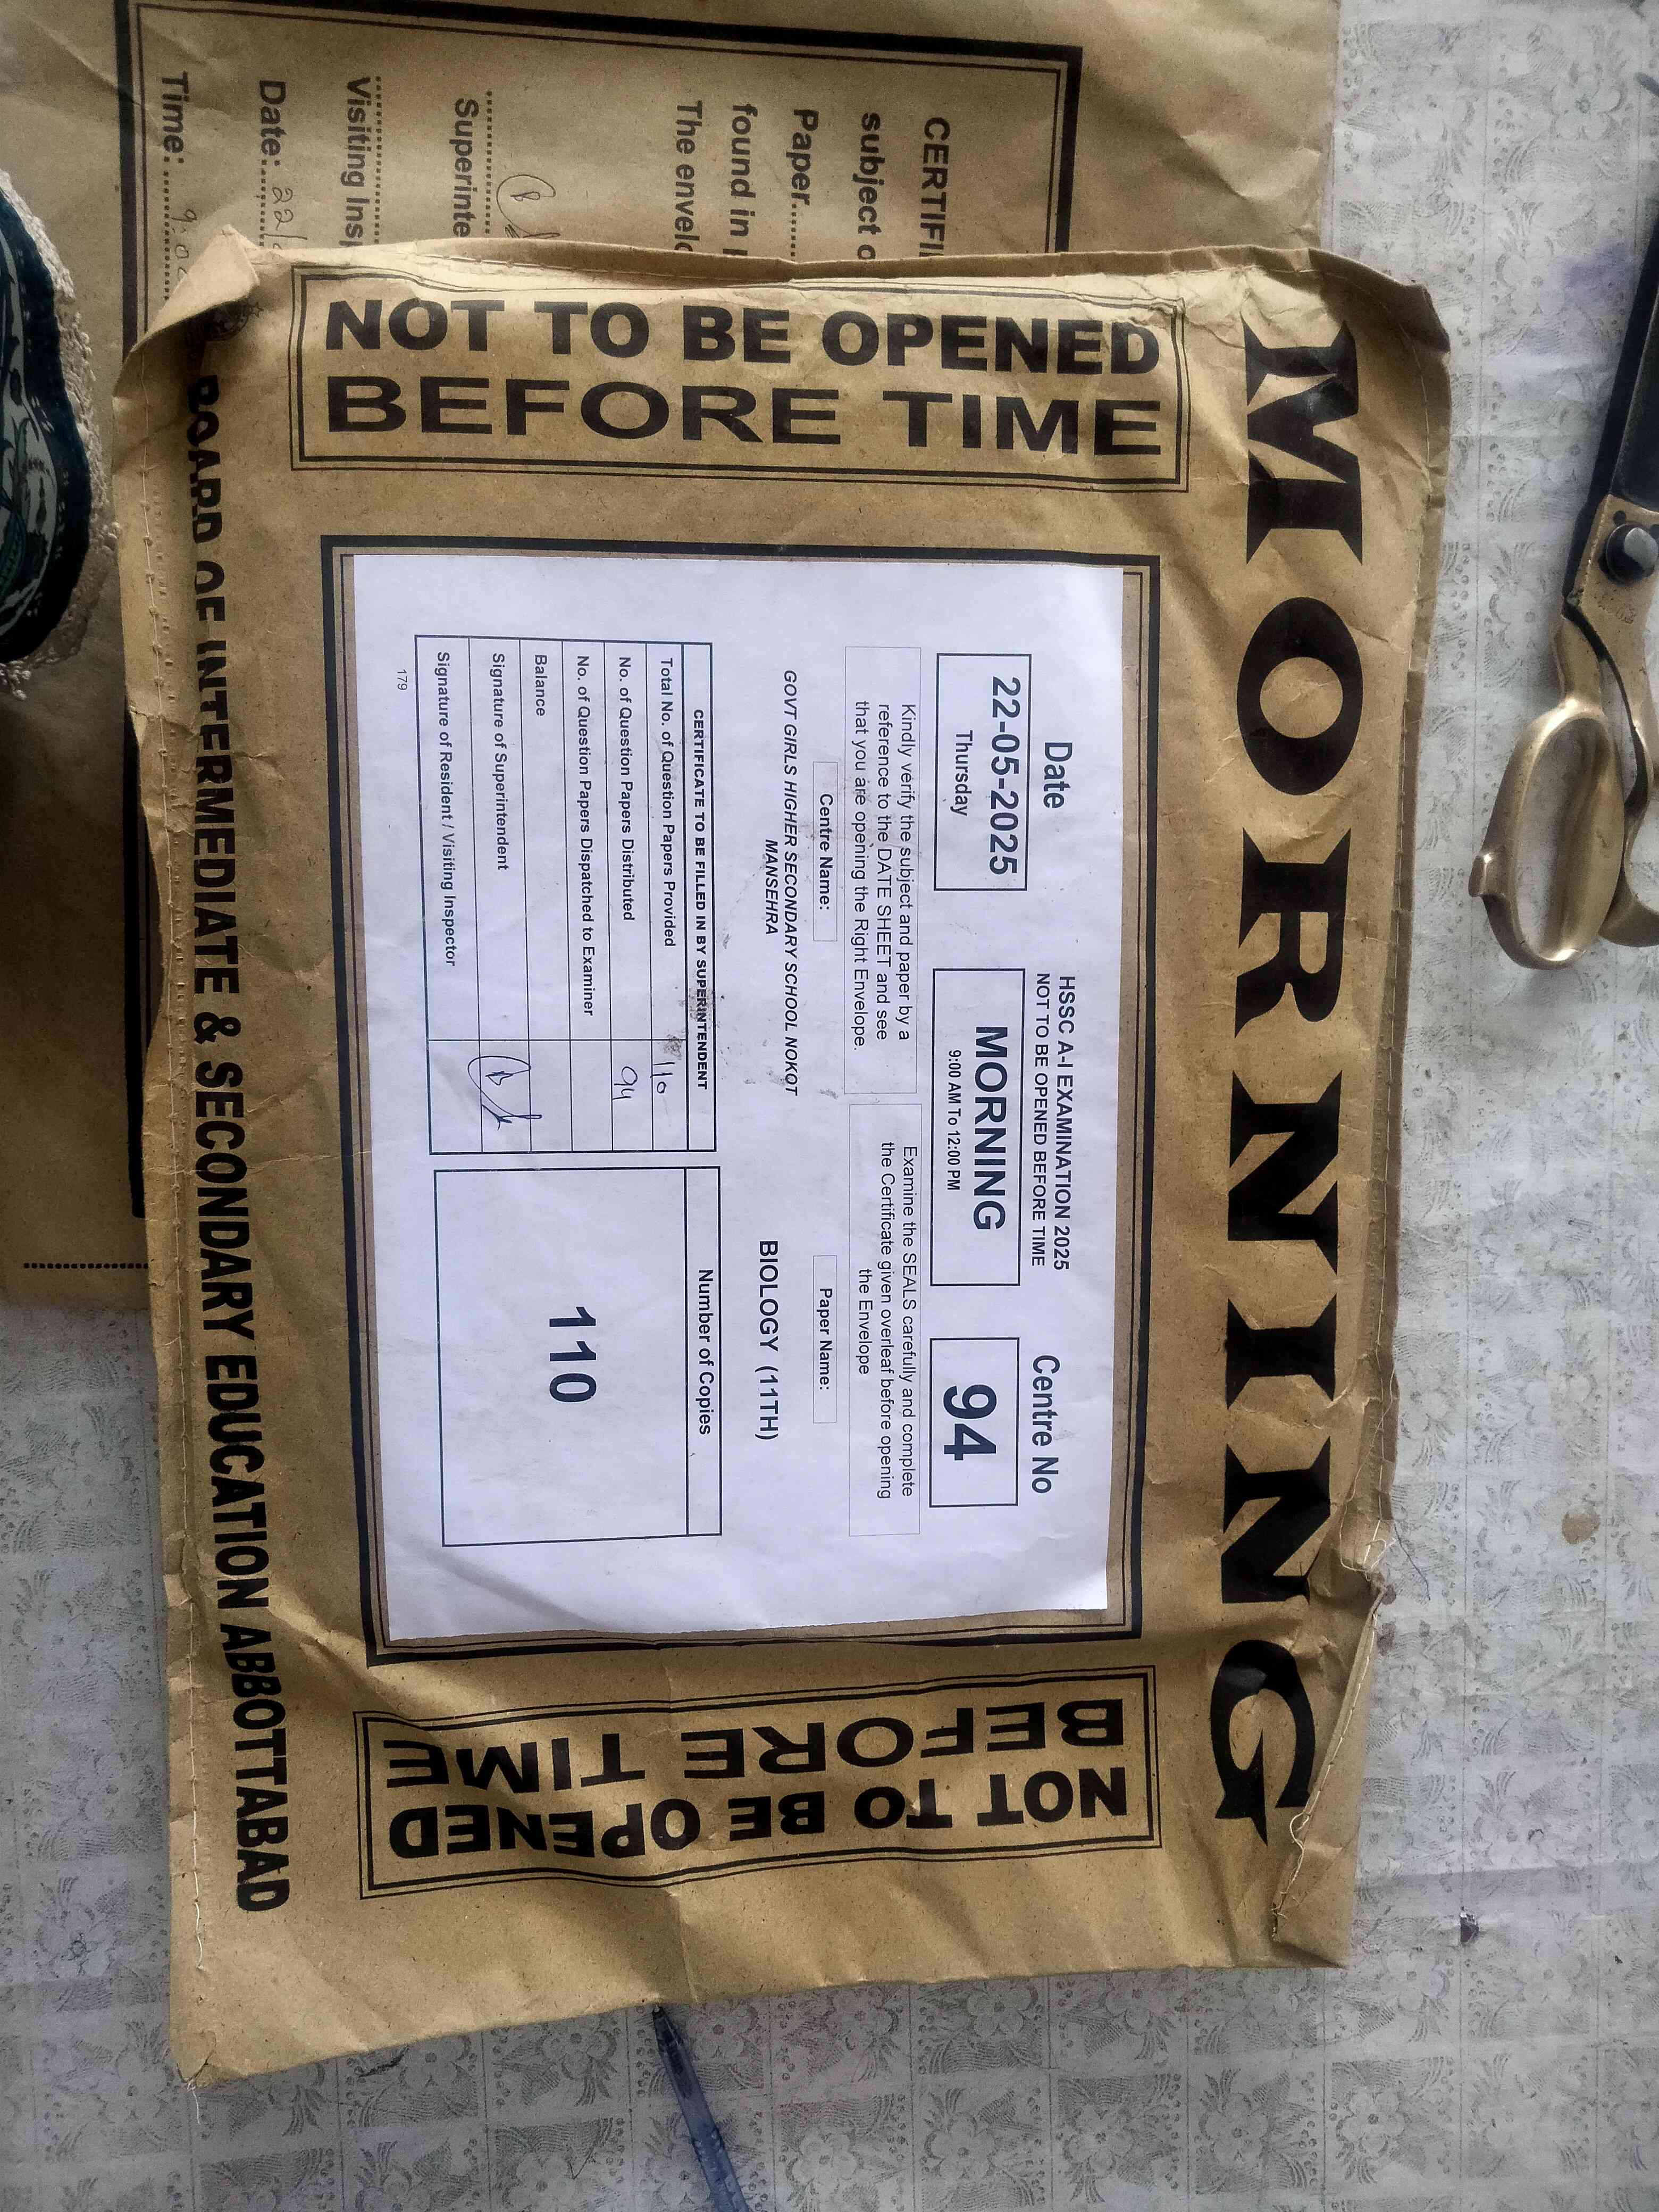 CERTIFI
subject o
Paper......
found in
The envelo
Superinte
Visiting Ins
Date:
Time:
MORNING
NOT TO BE OPENED
BEFORE TIME
Date
22-05-2025
Thursday
HSSC A-I EXAMINATION 2025
NOT TO BE OPENED BEFORE TIME
MORNING
9:00 AM To 12:00 PM
Centre No
94
Kindly verify the subject and paper by a
reference to the DATE SHEET and see
that you are opening the Right Envelope.
Examine the SEALS carefully and complete
the Certificate given overleaf before opening
the Envelope
Centre Name:
GOVT GIRLS HIGHER SECONDARY SCHOOL NOKOT
MANSEHRA
Paper Name:
BIOLOGY (11TH)
CERTIFICATE TO BE FILLED IN BY SUPERINTENDENT
Total No. of Question Papers Provided 110
No. of Question Papers Distributed 94
No. of Question Papers Dispatched to Examiner
Balance
Signature of Superintendent
Signature of Resident / Visiting Inspector
Number of Copies
110
179
NOT TO BE OPENED
BEFORE TIME
BOARD OF INTERMEDIATE & SECONDARY EDUCATION ABBOTTABAD